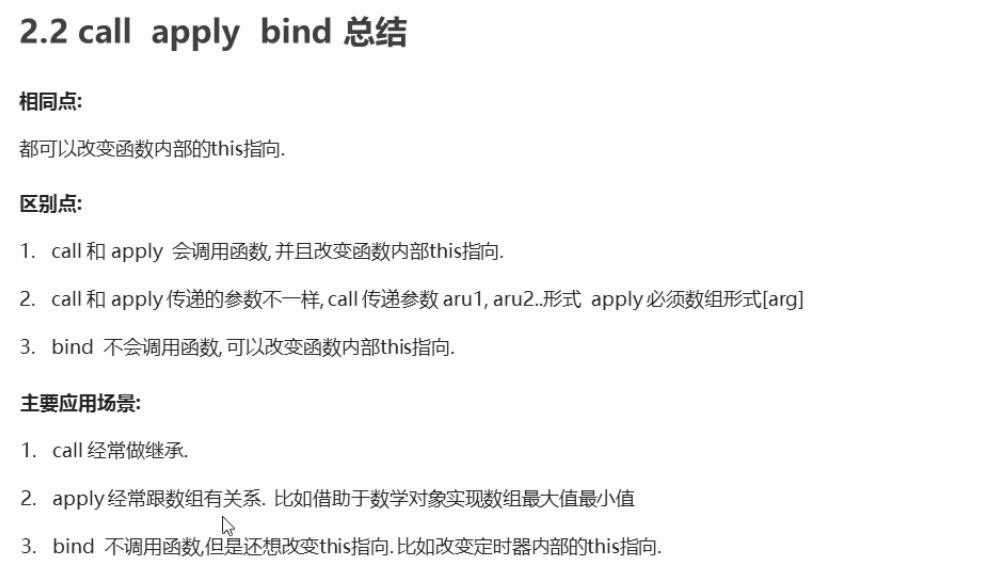 2.2 call apply bind 总结
相同点:
都可以改变函数内部的this指向.
区别点:
1. call 和 apply 会调用函数, 并且改变函数内部this指向.
2. call 和 apply 传递的参数不一样, call 传递参数 aru1, aru2..形式 apply 必须数组形式[arg]
3. bind 不会调用函数, 可以改变函数内部this指向.
主要应用场景:
1. call 经常做继承.
2. apply 经常跟数组有关系. 比如借助于数学对象实现数组最大值最小值
3. bind 不调用函数,但是还想改变this指向. 比如改变定时器内部的this指向.